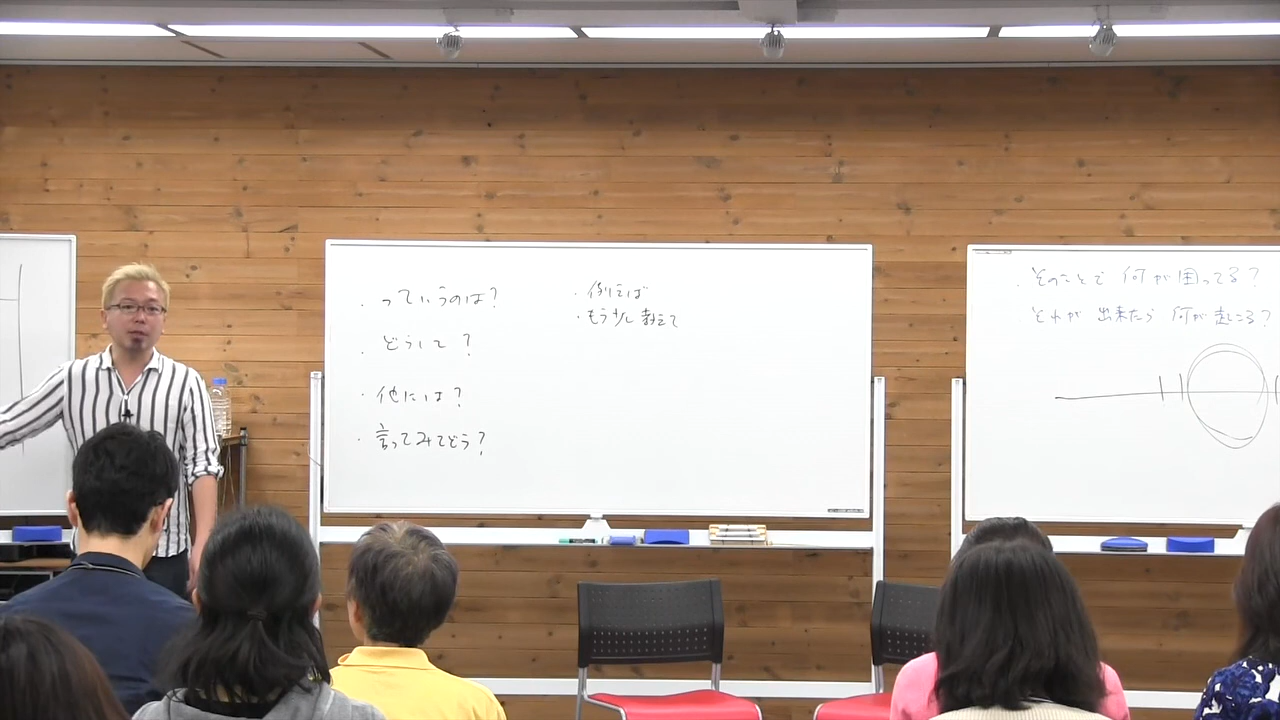 ・っていうのは?
・どうして?
・他には?
・言ってみてどう?
・例えば
・もう少し教えて
・そのことで 何が困ってる?
それが 出来たら 何が起こる?